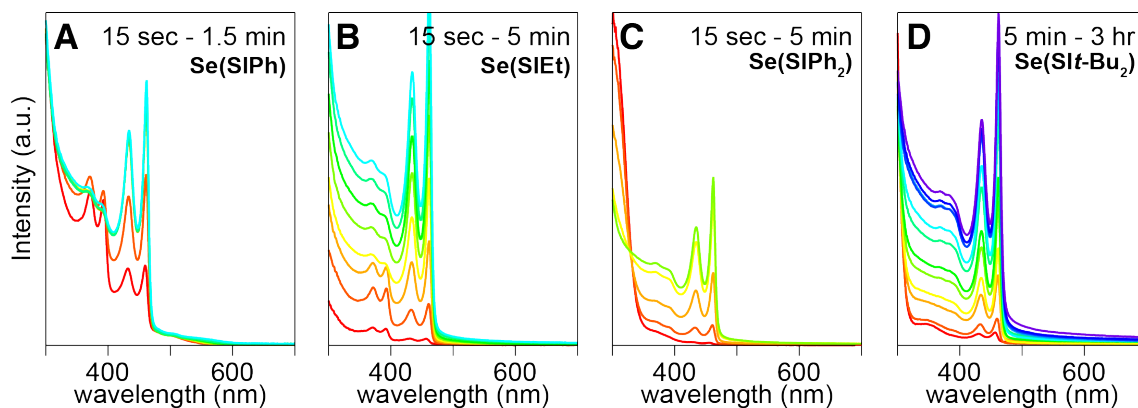 A 15 sec - 1.5 min
Se(SIPh)
B 15 sec - 5 min
Se(SIEt)
C 15 sec - 5 min
Se(SIPh₂)
D 5 min - 3 hr
Se(SIt-Bu₂)
Intensity (a.u.)
400 600
400 600
400 600
400 600
wavelength (nm)
wavelength (nm)
wavelength (nm)
wavelength (nm)